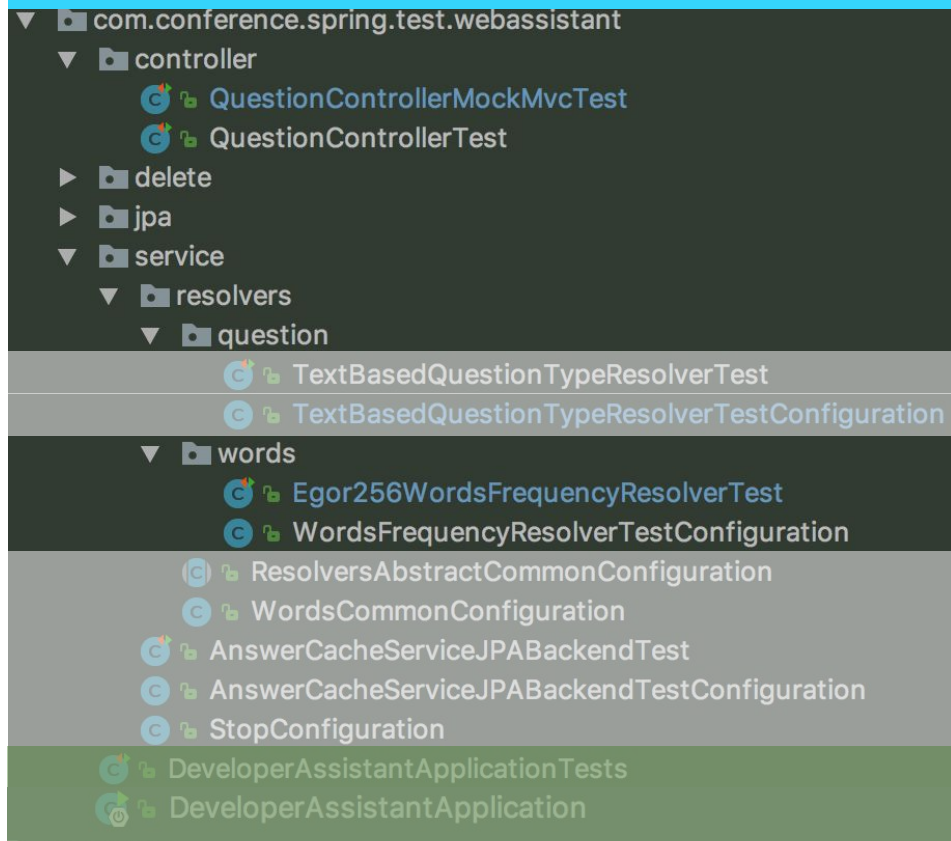 com.conference.spring.test.webassistant
controller
QuestionControllerMockMvcTest
QuestionControllerTest
delete
jpa
service
resolvers
question
TextBasedQuestionTypeResolverTest
TextBasedQuestionTypeResolverTestConfiguration
words
Egor256WordsFrequencyResolverTest
WordsFrequencyResolverTestConfiguration
ResolversAbstractCommonConfiguration
WordsCommonConfiguration
AnswerCacheServiceJPABackendTest
AnswerCacheServiceJPABackendTestConfiguration
StopConfiguration
DeveloperAssistantApplicationTests
DeveloperAssistantApplication